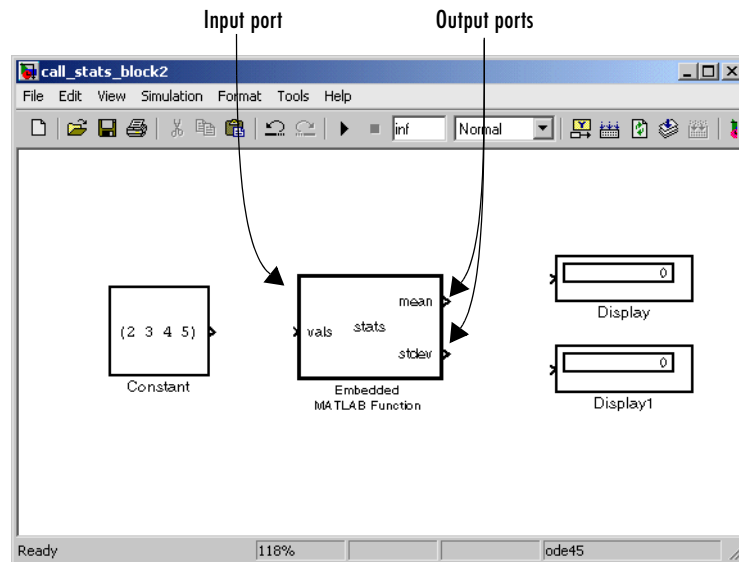 Input port
Output ports
call_stats_block2
File Edit View Simulation Format Tools Help
inf Normal
mean
(2 3 4 5)
vals stats
stdev
Constant
Embedded
MATLAB Function
0
Display
0
Display1
Ready 118% ode45